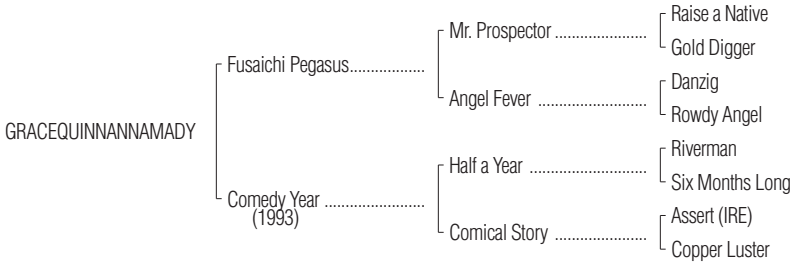 Raise a Native
Mr. Prospector ......................
Gold Digger
Fusaichi Pegasus..................
Danzig
Angel Fever ..........................
Rowdy Angel
GRACEQUINNANNAMADY
Riverman
Half a Year ............................
Six Months Long
Comedy Year ........................
(1993)
Assert (IRE)
Comical Story ......................
Copper Luster